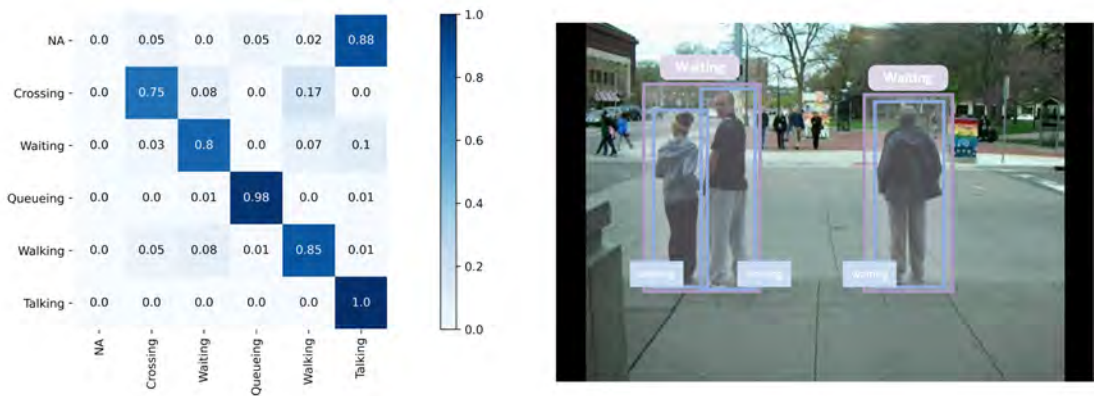 NA
0.0 0.05 0.0 0.05 0.02 0.88
Crossing
0.0 0.75 0.08 0.0 0.17 0.0
Waiting
0.0 0.03 0.8 0.0 0.07 0.1
Queueing
0.0 0.0 0.01 0.98 0.0 0.01
Walking
0.0 0.05 0.08 0.01 0.85 0.01
Talking
0.0 0.0 0.0 0.0 0.0 1.0
NA
Crossing
Waiting
Queueing
Walking
Talking
1.0
0.8
0.6
0.4
0.2
0.0
Waiting
Waiting